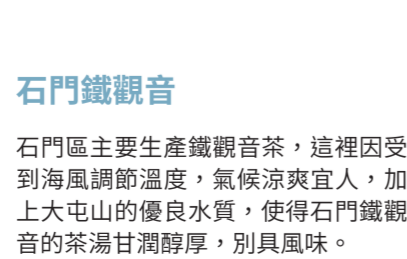 石門鐵觀音
石門區主要生產鐵觀音茶，這裡因受
到海風調節溫度，氣候涼爽宜人，加
上大屯山的優良水質，使得石門鐵觀
音的茶湯甘潤醇厚，別具風味。